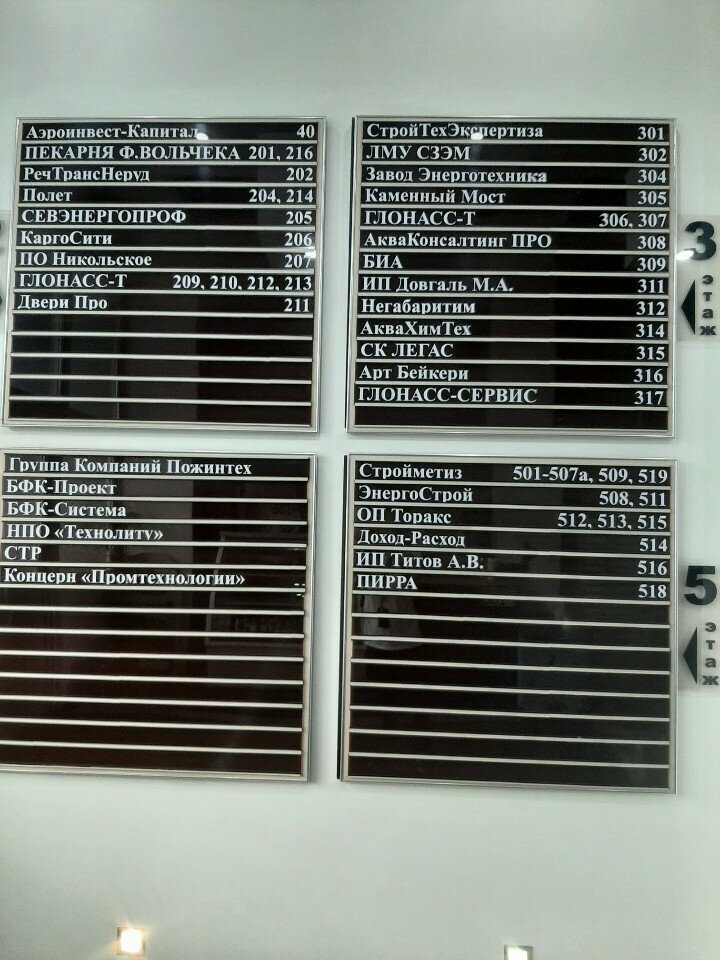 Аэроинвест-Капитал 40
ПЕКАРНЯ Ф.ВОЛЬЧЕКА 201, 216
РечТрансНеруд 202
Полет 204, 214
СЕВЭНЕРГОПРОФ 205
КаргоСити 206
ПО Никольское 207
ГЛОНАСС-Т 209, 210, 212, 213
Двери Про 211
СтройТехЭкспертиза 301
ЛМУ СЗЭМ 302
Завод Энерготехника 304
Каменный Мост 305
ГЛОНАСС-Т 306, 307
АкваКонсалтинг ПРО 308
БИА 309
ИП Довгаль М.А. 311
Негабаритим 312
АкваХимТех 314
СК ЛЕГАС 315
Арт Бейкери 316
ГЛОНАСС-СЕРВИС 317
3
этаж
Группа Компаний Пожинтех
БФК-Проект
БФК-Система
НПО «Технолиту»
СТР
Концерн «Промтехнологии»
Стройметиз 501-507а, 509, 519
ЭнергоСтрой 508, 511
ОП Торакс 512, 513, 515
Доход-Расход 514
ИП Титов А.В. 516
ПИРРА 518
5
этаж